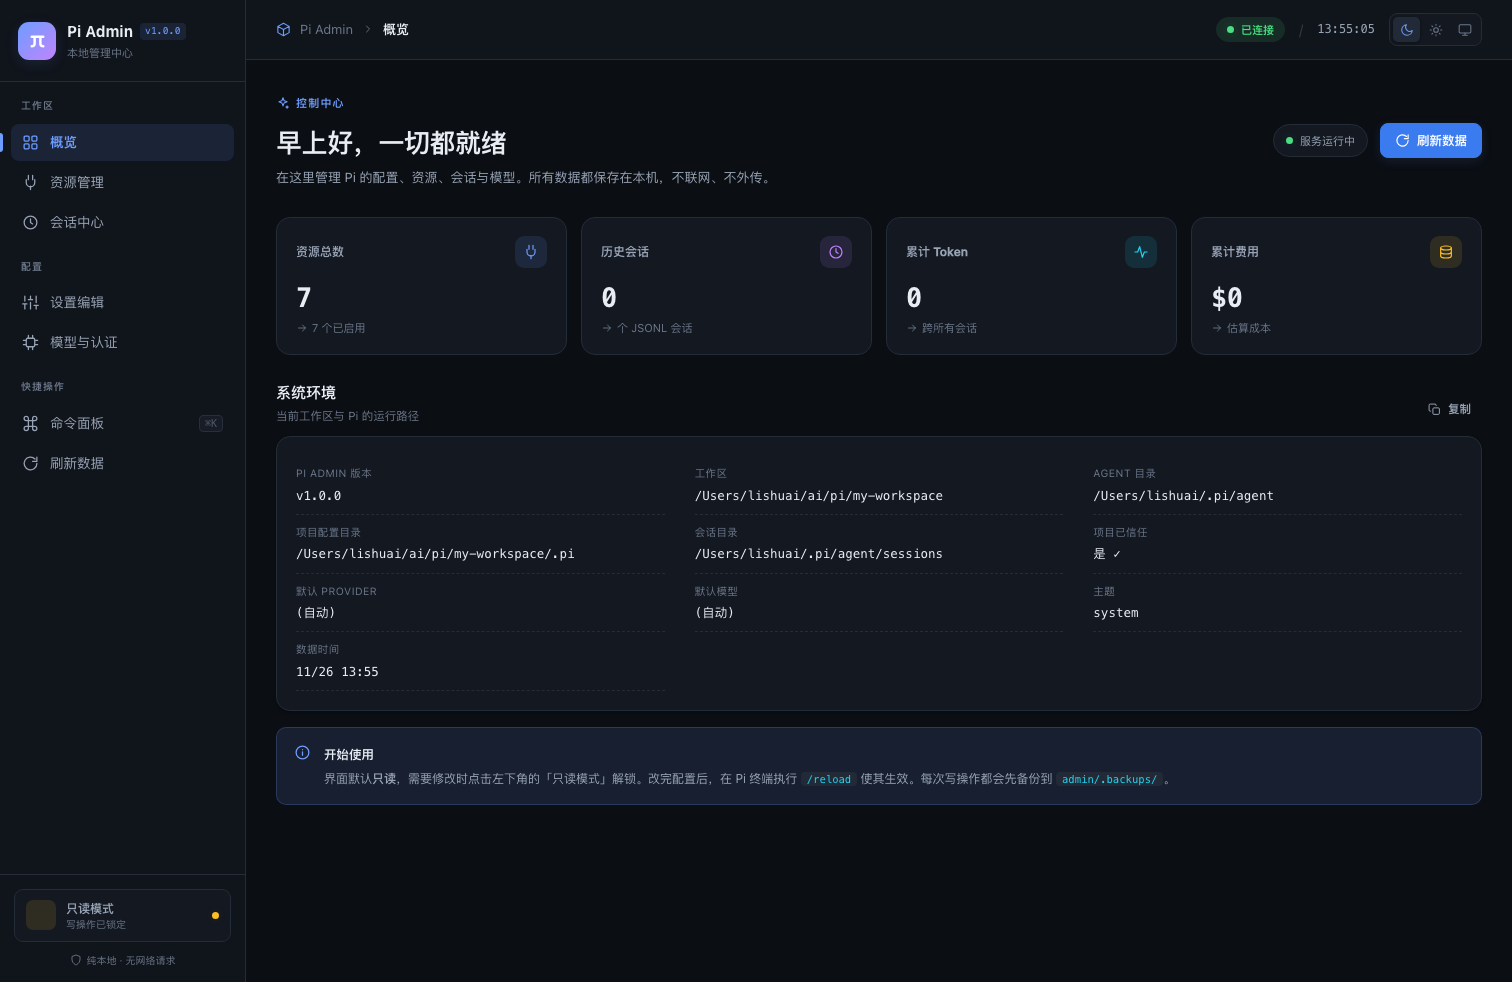 π
Pi Admin v1.0.0
本地管理中心
Pi Admin > 概览
已连接 / 13:55:05
工作区
概览
资源管理
会话中心
配置
设置编辑
模型与认证
快捷操作
命令面板 ⌘K
刷新数据
控制中心
早上好，一切都就绪
在这里管理 Pi 的配置、资源、会话与模型。所有数据都保存在本机，不联网、不外传。
服务运行中
刷新数据
资源总数
7
→ 7 个已启用
历史会话
0
→ 个 JSONL 会话
累计 Token
0
→ 跨所有会话
累计费用
$0
→ 估算成本
系统环境
当前工作区与 Pi 的运行路径
复制
PI ADMIN 版本
v1.0.0
工作区
/Users/lishuai/ai/pi/my-workspace
AGENT 目录
/Users/lishuai/.pi/agent
项目配置目录
/Users/lishuai/ai/pi/my-workspace/.pi
会话目录
/Users/lishuai/.pi/agent/sessions
项目已信任
是 ✓
默认 PROVIDER
(自动)
默认模型
(自动)
主题
system
数据时间
11/26 13:55
开始使用
界面默认只读，需要修改时点击左下角的「只读模式」解锁。改完配置后，在 Pi 终端执行 /reload 使其生效。每次写操作都会先备份到 admin/.backups/ 。
只读模式
写操作已锁定
纯本地 · 无网络请求